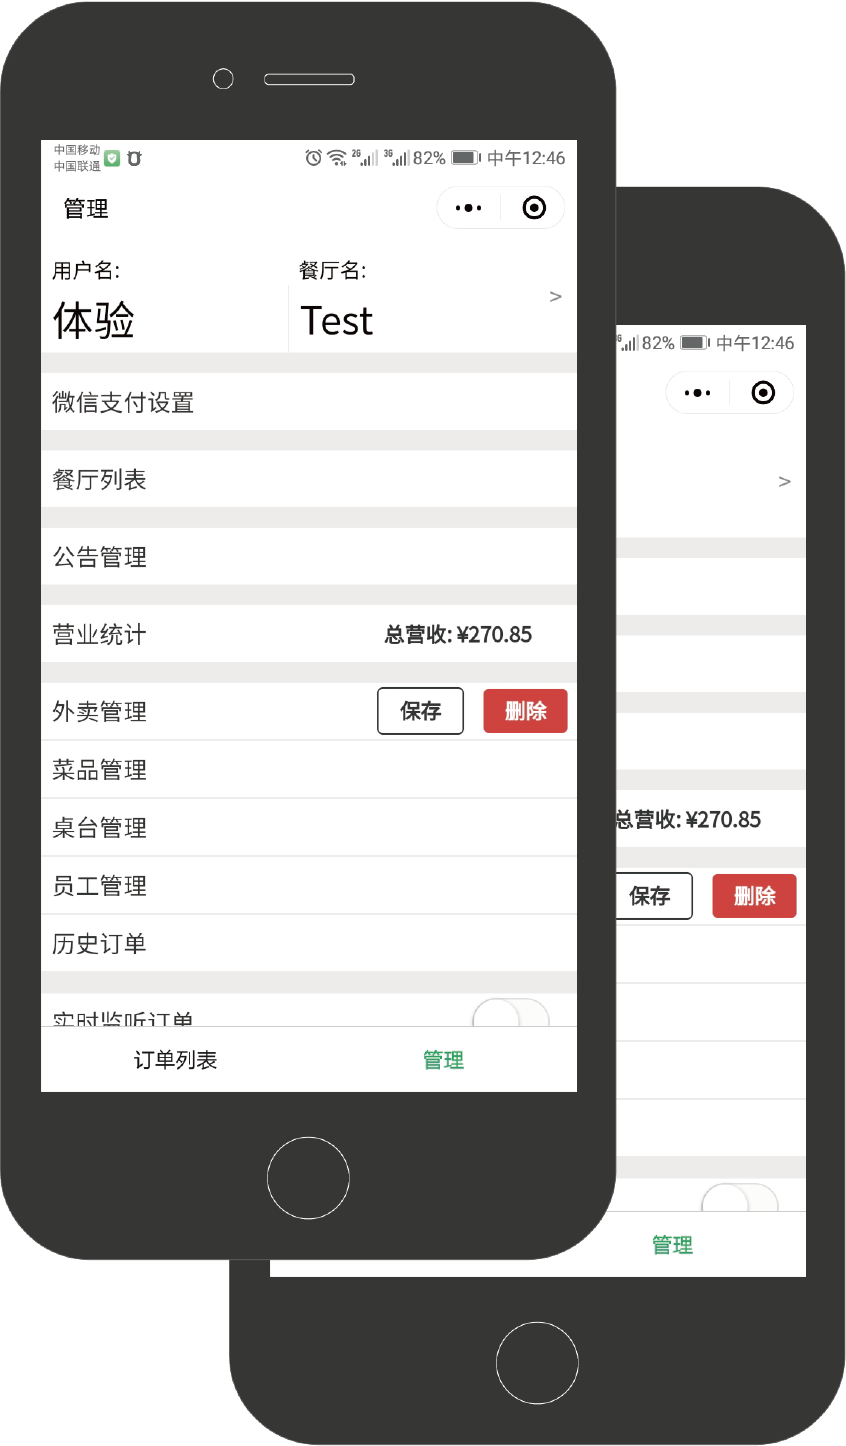 中国移动
中国联通
2G 3G 82% 中午12:46
管理
用户名: 餐厅名:
体验 Test >
微信支付设置
餐厅列表
公告管理
营业统计 总营收: ¥270.85
外卖管理 保存 删除
菜品管理
桌台管理
员工管理
历史订单
实时监听订单
订单列表 管理
82% 中午12:46
>
总营收: ¥270.85
保存 删除
管理